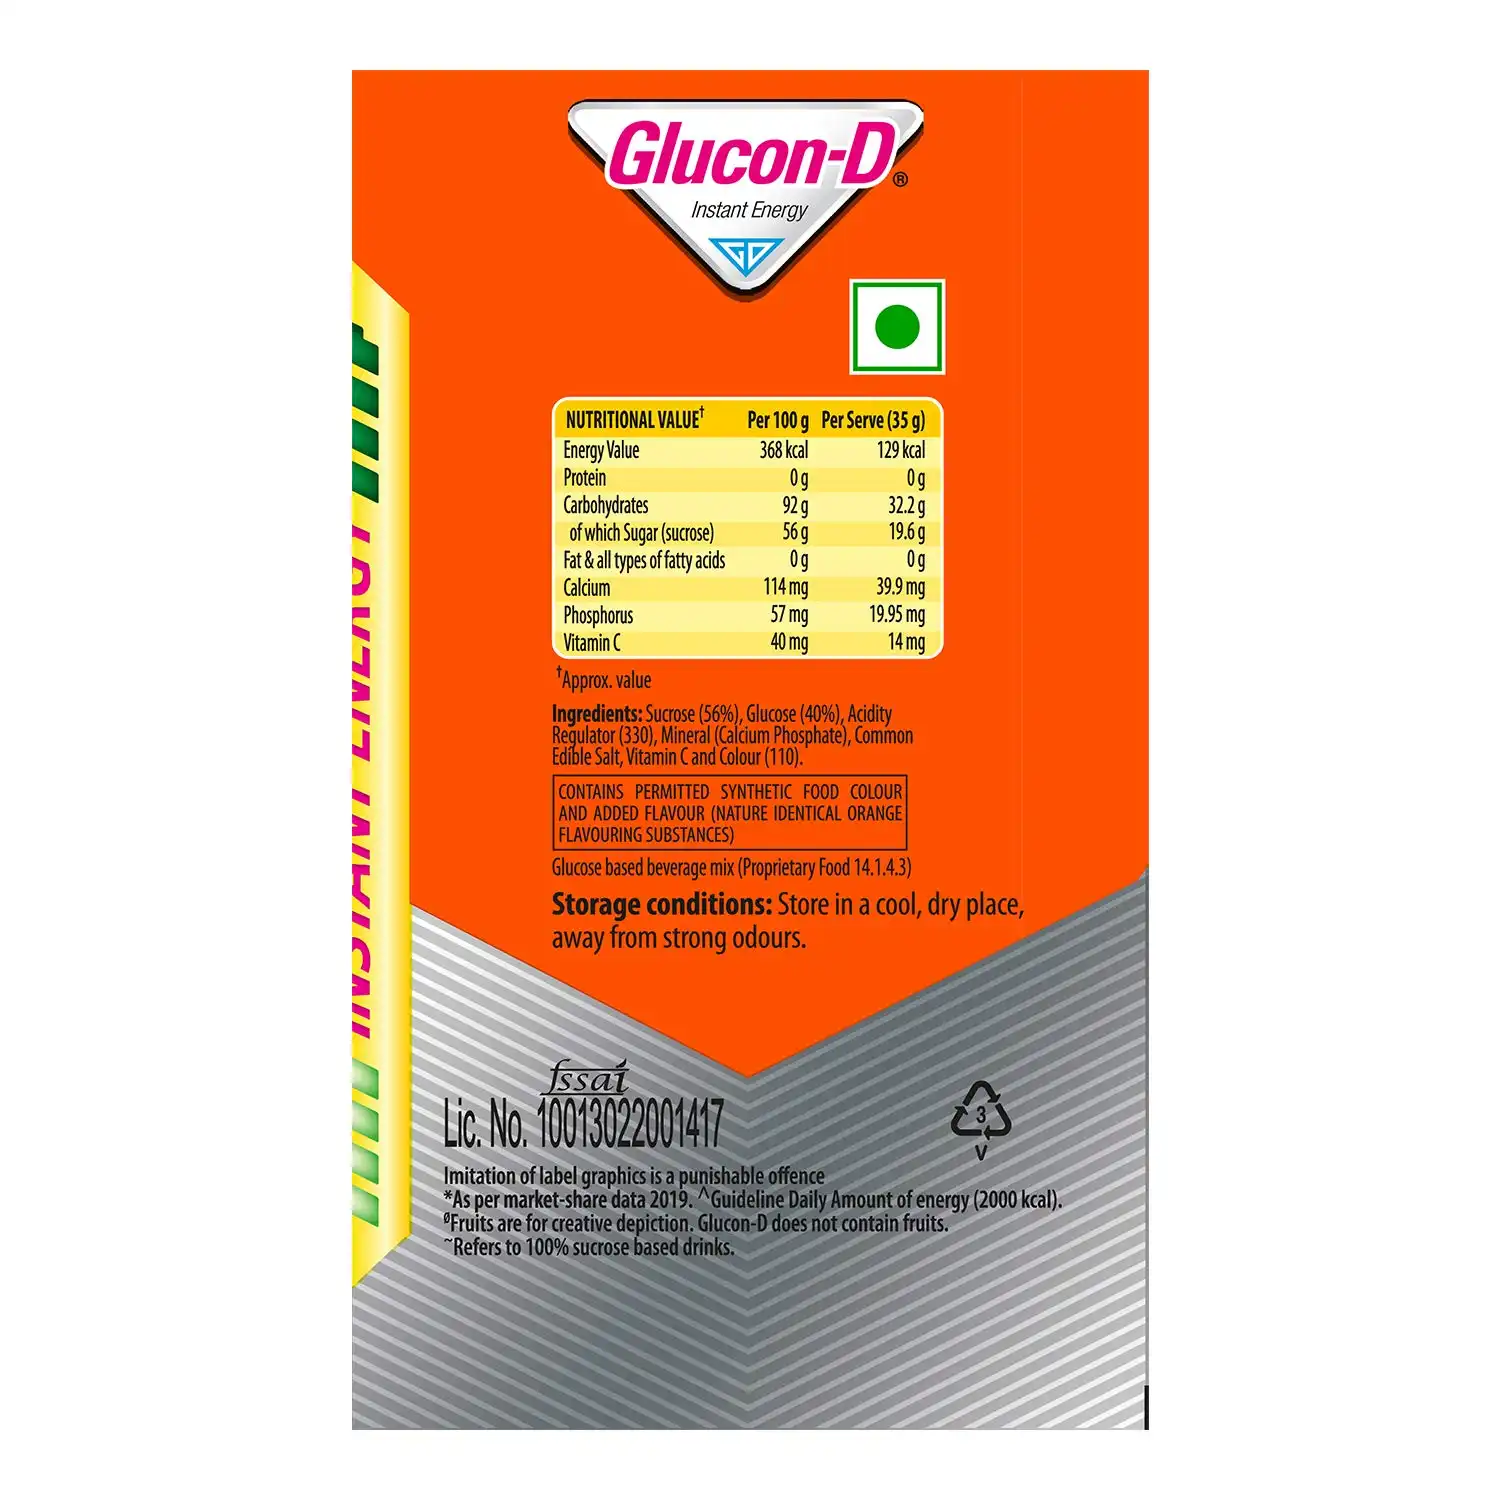 Glucon-D®
Instant Energy
GD
INSTANT ENERGY
NUTRITIONAL VALUE† Per 100 g Per Serve (35 g)
Energy Value 368 kcal 129 kcal
Protein 0 g 0 g
Carbohydrates 92 g 32.2 g
of which Sugar (sucrose) 56 g 19.6 g
Fat & all types of fatty acids 0 g 0 g
Calcium 114 mg 39.9 mg
Phosphorus 57 mg 19.95 mg
Vitamin C 40 mg 14 mg
†Approx. value
Ingredients: Sucrose (56%), Glucose (40%), Acidity
Regulator (330), Mineral (Calcium Phosphate), Common
Edible Salt, Vitamin C and Colour (110).
CONTAINS PERMITTED SYNTHETIC FOOD COLOUR
AND ADDED FLAVOUR (NATURE IDENTICAL ORANGE
FLAVOURING SUBSTANCES)
Glucose based beverage mix (Proprietary Food 14.1.4.3)
Storage conditions: Store in a cool, dry place,
away from strong odours.
fssai
Lic. No. 10013022001417
3
V
Imitation of label graphics is a punishable offence
*As per market-share data 2019. ^Guideline Daily Amount of energy (2000 kcal).
øFruits are for creative depiction. Glucon-D does not contain fruits.
~Refers to 100% sucrose based drinks.